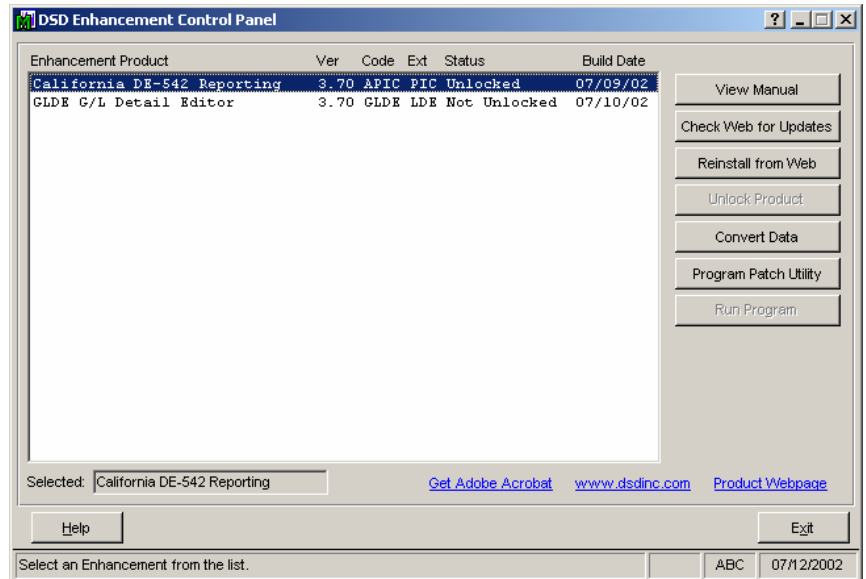 DSD Enhancement Control Panel
Enhancement Product Ver Code Ext Status Build Date
California DE-542 Reporting 3.70 APIC PIC Unlocked 07/09/02
GLDE G/L Detail Editor 3.70 GLDE LDE Not Unlocked 07/10/02
View Manual
Check Web for Updates
Reinstall from Web
Unlock Product
Convert Data
Program Patch Utility
Run Program
Selected: California DE-542 Reporting Get Adobe Acrobat www.dsdinc.com Product Webpage
Help Exit
Select an Enhancement from the list. ABC 07/12/2002